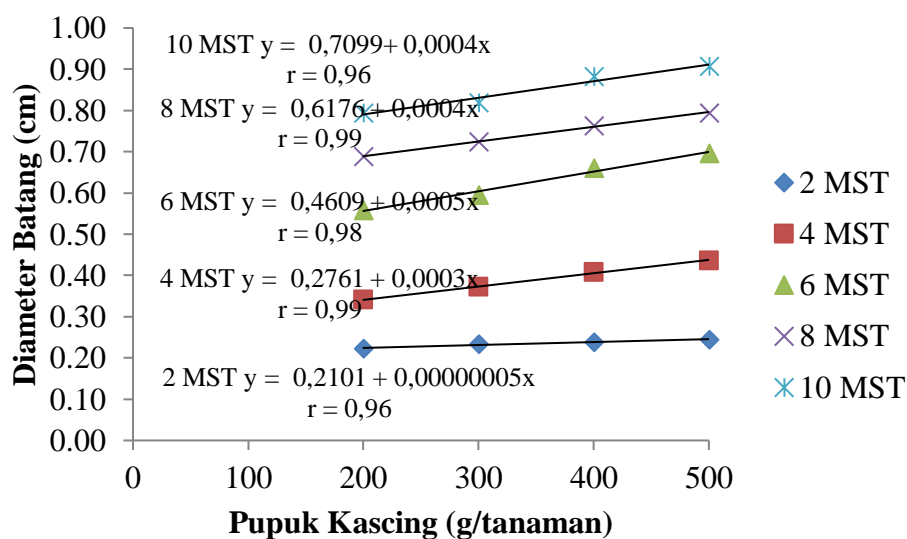 1.00
0.90
0.80
0.70
0.60
0.50
0.40
0.30
0.20
0.10
0.00
Diameter Batang (cm)
10 MST y = 0,7099+ 0,0004x
r = 0,96
8 MST y = 0,6176 + 0,0004x
r = 0,99
6 MST y = 0,4609 + 0,0005x
r = 0,98
4 MST y = 0,2761 + 0,0003x
r = 0,99
2 MST y = 0,2101 + 0,00000005x
r = 0,96
0 100 200 300 400 500
Pupuk Kascing (g/tanaman)
2 MST
4 MST
6 MST
8 MST
10 MST